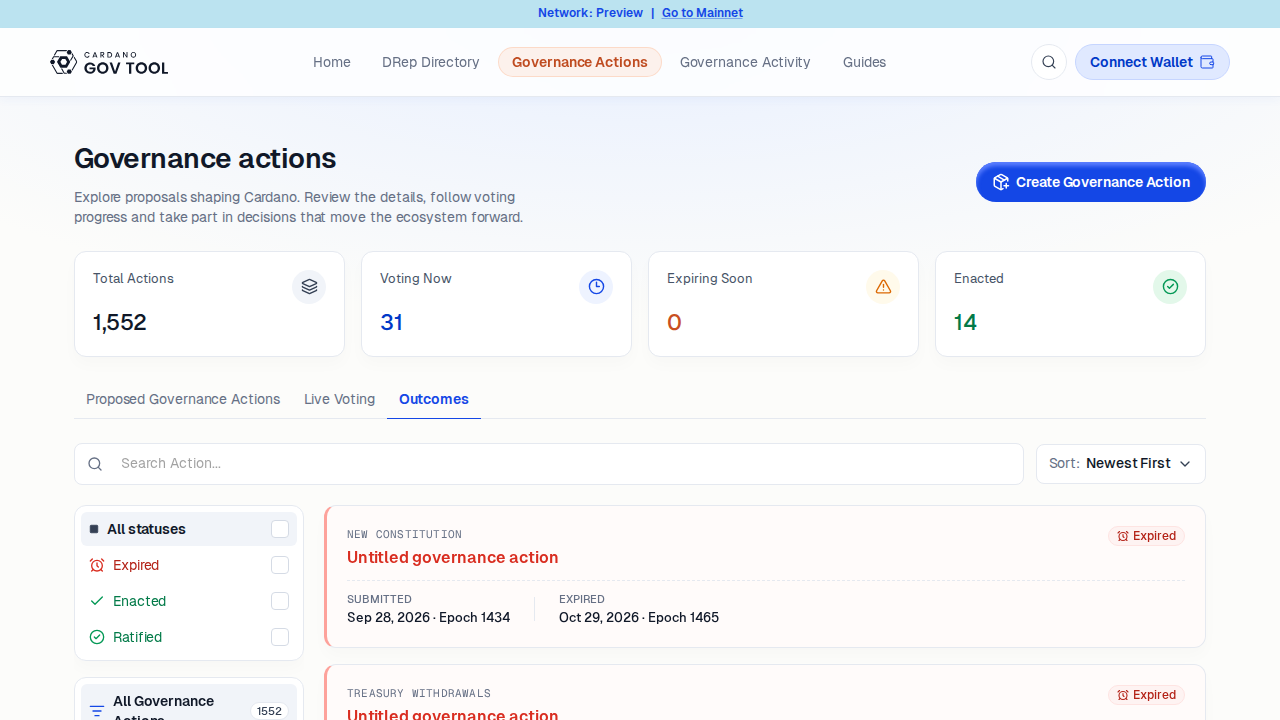 Network: Preview | Go to Mainnet
CARDANO
GOV TOOL
Home
DRep Directory
Governance Actions
Governance Activity
Guides
Connect Wallet
Governance actions
Explore proposals shaping Cardano. Review the details, follow voting
progress and take part in decisions that move the ecosystem forward.
Create Governance Action
Total Actions
1,552
Voting Now
31
Expiring Soon
0
Enacted
14
Proposed Governance Actions
Live Voting
Outcomes
Search Action...
Sort: Newest First
All statuses
Expired
Enacted
Ratified
All Governance
Actions
1552
NEW CONSTITUTION
Expired
Untitled governance action
SUBMITTED
Sep 28, 2026 · Epoch 1434
EXPIRED
Oct 29, 2026 · Epoch 1465
TREASURY WITHDRAWALS
Expired
Untitled governance action